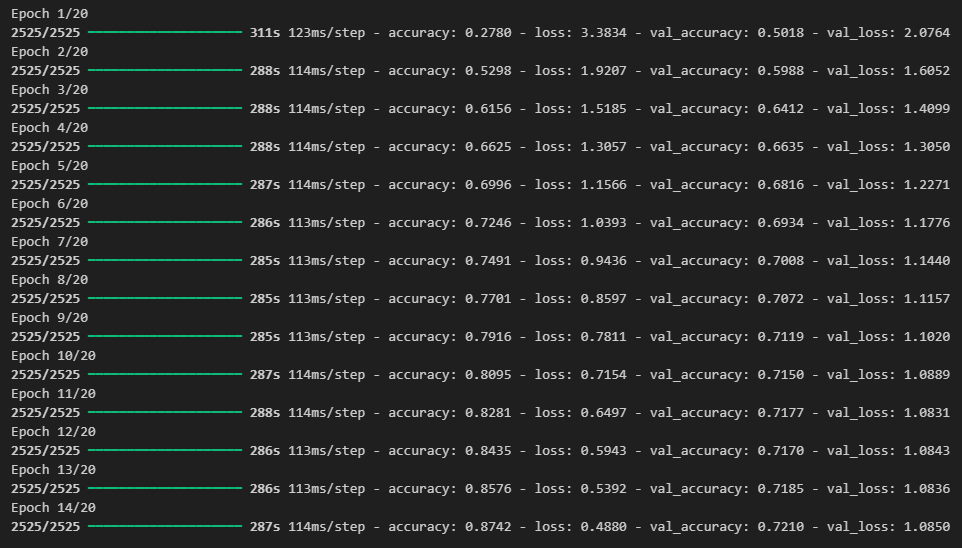 Epoch 1/20
2525/2525 ━━━━━━━━━━━━━━━━━━━━ 311s 123ms/step - accuracy: 0.2780 - loss: 3.3834 - val_accuracy: 0.5018 - val_loss: 2.0764
Epoch 2/20
2525/2525 ━━━━━━━━━━━━━━━━━━━━ 288s 114ms/step - accuracy: 0.5298 - loss: 1.9207 - val_accuracy: 0.5988 - val_loss: 1.6052
Epoch 3/20
2525/2525 ━━━━━━━━━━━━━━━━━━━━ 288s 114ms/step - accuracy: 0.6156 - loss: 1.5185 - val_accuracy: 0.6412 - val_loss: 1.4099
Epoch 4/20
2525/2525 ━━━━━━━━━━━━━━━━━━━━ 288s 114ms/step - accuracy: 0.6625 - loss: 1.3057 - val_accuracy: 0.6635 - val_loss: 1.3050
Epoch 5/20
2525/2525 ━━━━━━━━━━━━━━━━━━━━ 287s 114ms/step - accuracy: 0.6996 - loss: 1.1566 - val_accuracy: 0.6816 - val_loss: 1.2271
Epoch 6/20
2525/2525 ━━━━━━━━━━━━━━━━━━━━ 286s 113ms/step - accuracy: 0.7246 - loss: 1.0393 - val_accuracy: 0.6934 - val_loss: 1.1776
Epoch 7/20
2525/2525 ━━━━━━━━━━━━━━━━━━━━ 285s 113ms/step - accuracy: 0.7491 - loss: 0.9436 - val_accuracy: 0.7008 - val_loss: 1.1440
Epoch 8/20
2525/2525 ━━━━━━━━━━━━━━━━━━━━ 285s 113ms/step - accuracy: 0.7701 - loss: 0.8597 - val_accuracy: 0.7072 - val_loss: 1.1157
Epoch 9/20
2525/2525 ━━━━━━━━━━━━━━━━━━━━ 285s 113ms/step - accuracy: 0.7916 - loss: 0.7811 - val_accuracy: 0.7119 - val_loss: 1.1020
Epoch 10/20
2525/2525 ━━━━━━━━━━━━━━━━━━━━ 287s 114ms/step - accuracy: 0.8095 - loss: 0.7154 - val_accuracy: 0.7150 - val_loss: 1.0889
Epoch 11/20
2525/2525 ━━━━━━━━━━━━━━━━━━━━ 288s 114ms/step - accuracy: 0.8281 - loss: 0.6497 - val_accuracy: 0.7177 - val_loss: 1.0831
Epoch 12/20
2525/2525 ━━━━━━━━━━━━━━━━━━━━ 286s 113ms/step - accuracy: 0.8435 - loss: 0.5943 - val_accuracy: 0.7170 - val_loss: 1.0843
Epoch 13/20
2525/2525 ━━━━━━━━━━━━━━━━━━━━ 286s 113ms/step - accuracy: 0.8576 - loss: 0.5392 - val_accuracy: 0.7185 - val_loss: 1.0836
Epoch 14/20
2525/2525 ━━━━━━━━━━━━━━━━━━━━ 287s 114ms/step - accuracy: 0.8742 - loss: 0.4880 - val_accuracy: 0.7210 - val_loss: 1.0850